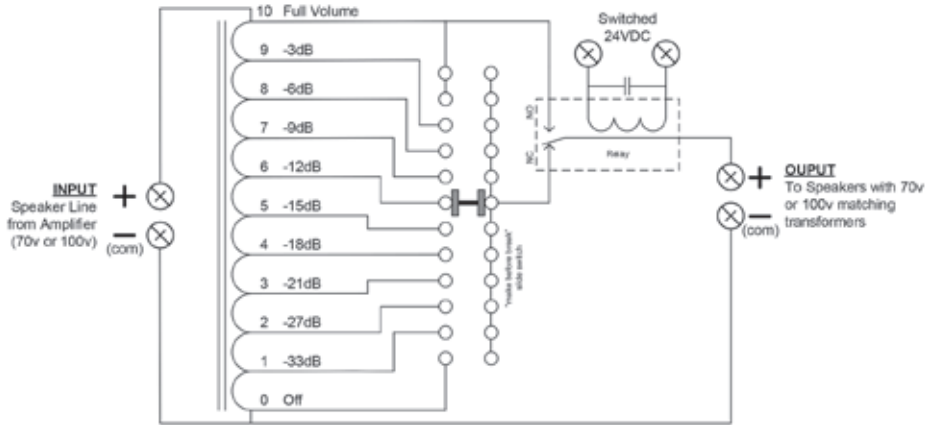 10 Full Volume
9 -3dB
8 -6dB
7 -9dB
6 -12dB
5 -15dB
4 -18dB
3 -21dB
2 -27dB
1 -33dB
0 Off
INPUT
Speaker Line
from Amplifier
(70v or 100v)
+
−
(com)
"make before break"
slide switch
Switched
24VDC
NO
NC
Relay
+
−
(com)
OUPUT
To Speakers with 70v
or 100v matching
transformers